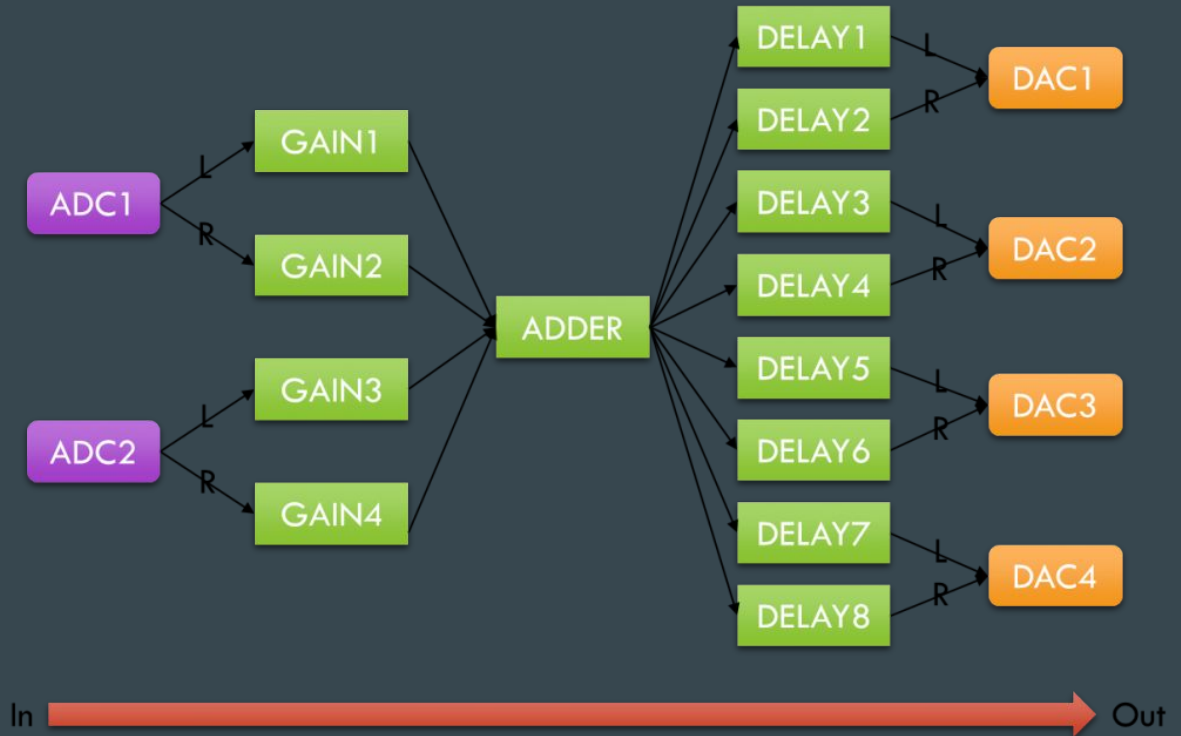 DELAY1
L
DAC1
R
DELAY2
GAIN1
L
ADC1
R
GAIN2
DELAY3
L
DAC2
R
DELAY4
ADDER
GAIN3
L
ADC2
R
GAIN4
DELAY5
L
DAC3
R
DELAY6
DELAY7
L
DAC4
R
DELAY8
In
Out